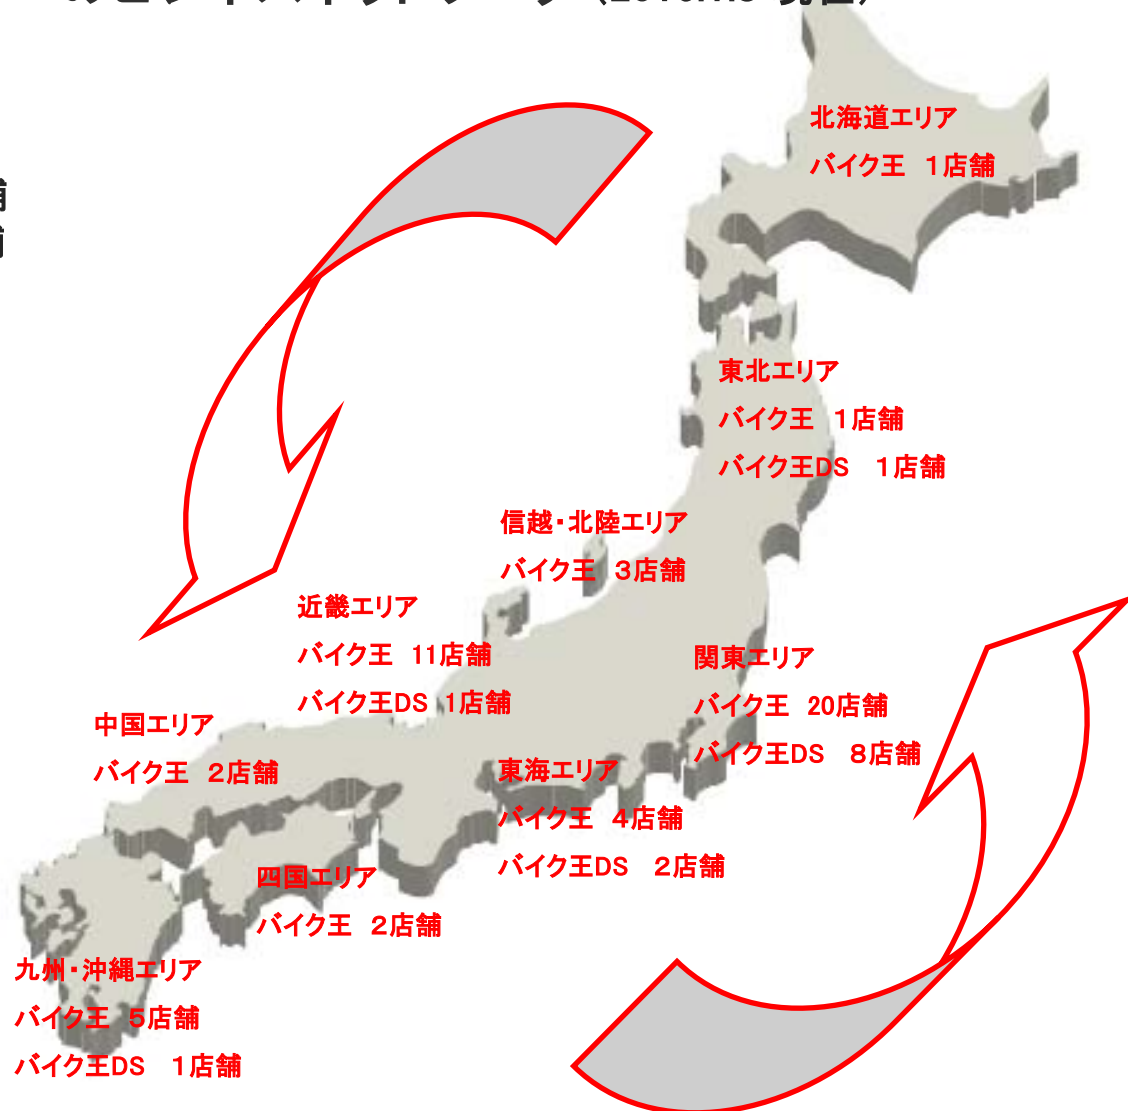 北海道エリア
バイク王　1店舗
東北エリア
バイク王　1店舗
バイク王DS　1店舗
信越・北陸エリア
バイク王　3店舗
近畿エリア
バイク王　11店舗
バイク王DS　1店舗
関東エリア
バイク王　20店舗
バイク王DS　8店舗
中国エリア
バイク王　2店舗
東海エリア
バイク王　4店舗
バイク王DS　2店舗
四国エリア
バイク王　2店舗
九州・沖縄エリア
バイク王　5店舗
バイク王DS　1店舗